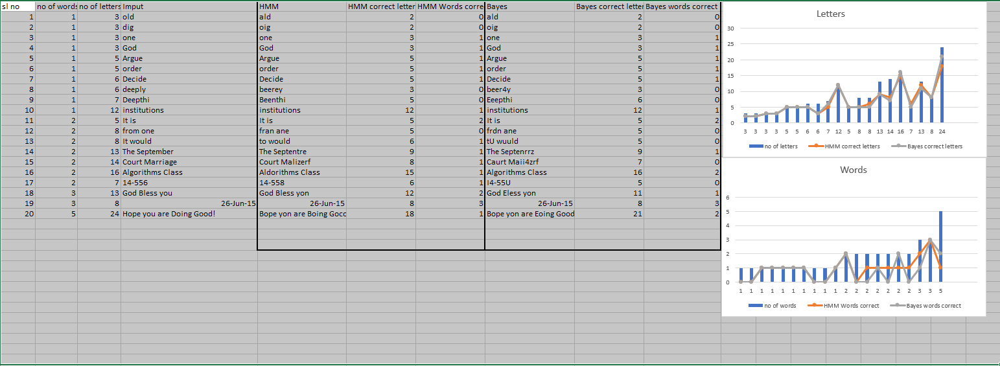 sl no no of words no of letters Imput HMM HMM correct letter HMM Words corre Bayes Bayes correct letter Bayes words correct
1 1 3 old ald 2 0 ald 2 0
2 1 3 dig oig 2 0 oig 2 0
3 1 3 one one 3 1 one 3 1
4 1 3 God God 3 1 God 3 1
5 1 5 Argue Argue 5 1 Argue 5 1
6 1 5 order order 5 1 order 5 1
7 1 6 Decide Decide 5 1 Decide 5 1
8 1 6 deeply beerey 3 0 beer4y 3 0
9 1 7 Deepthi Beenthi 5 0 Eeepthi 6 0
10 1 12 institutions institutions 12 1 institutions 12 1
11 2 5 It is It is 5 2 It is 5 2
12 2 8 from one fran ane 5 0 frdn ane 5 0
13 2 8 It would to would 6 1 tU wuuld 5 0
14 2 13 The September The Septentre 9 1 The Septenrrz 9 1
15 2 14 Court Marriage Court Malizerf 8 1 Caurt Maii4zrf 7 0
16 2 16 Algorithms Class Aldorithms Class 15 1 Algorithms Class 16 2
17 2 7 14-556 14-558 6 1 I4-55U 5 0
18 3 13 God Bless you God Bless yon 12 2 God Eless yon 11 1
19 3 8 26-Jun-15 26-Jun-15 8 3 26-Jun-15 8 3
20 5 24 Hope you are Doing Good! Bope yon are Boing Gocc 18 1 Bope yon are Eoing Good 21 2
Letters
30
25
20
15
10
5
0
3 3 3 3 5 5 6 6 7 12 5 8 8 13 14 16 7 13 8 24
no of letters HMM correct letters Bayes correct letters
Words
6
5
4
3
2
1
0
1 1 1 1 1 1 1 1 1 1 2 2 2 2 2 2 2 3 3 5
no of words HMM Words correct Bayes words correct